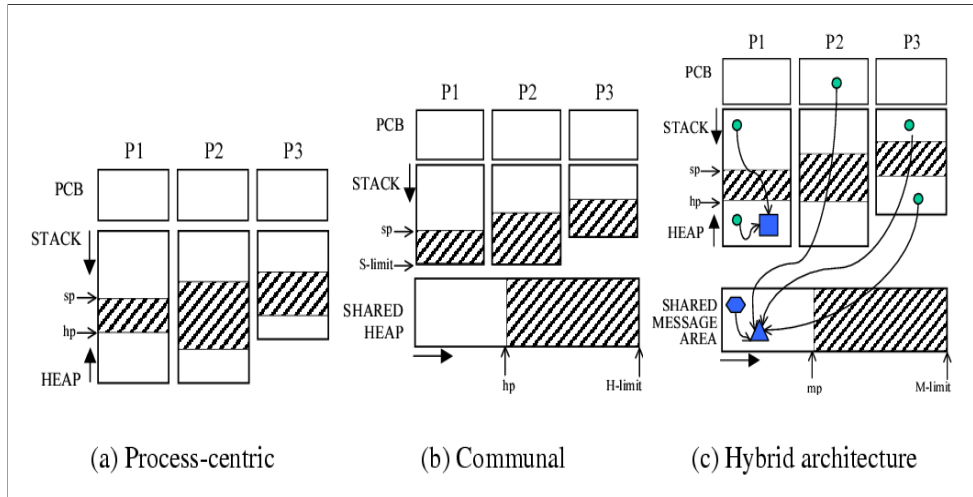 P1 P2 P3
PCB
STACK
sp
hp
HEAP
(a) Process-centric
P1 P2 P3
PCB
STACK
sp
S-limit
SHARED
HEAP
hp H-limit
(b) Communal
P1 P2 P3
PCB
STACK
sp
hp
HEAP
SHARED
MESSAGE
AREA
mp M-limit
(c) Hybrid architecture